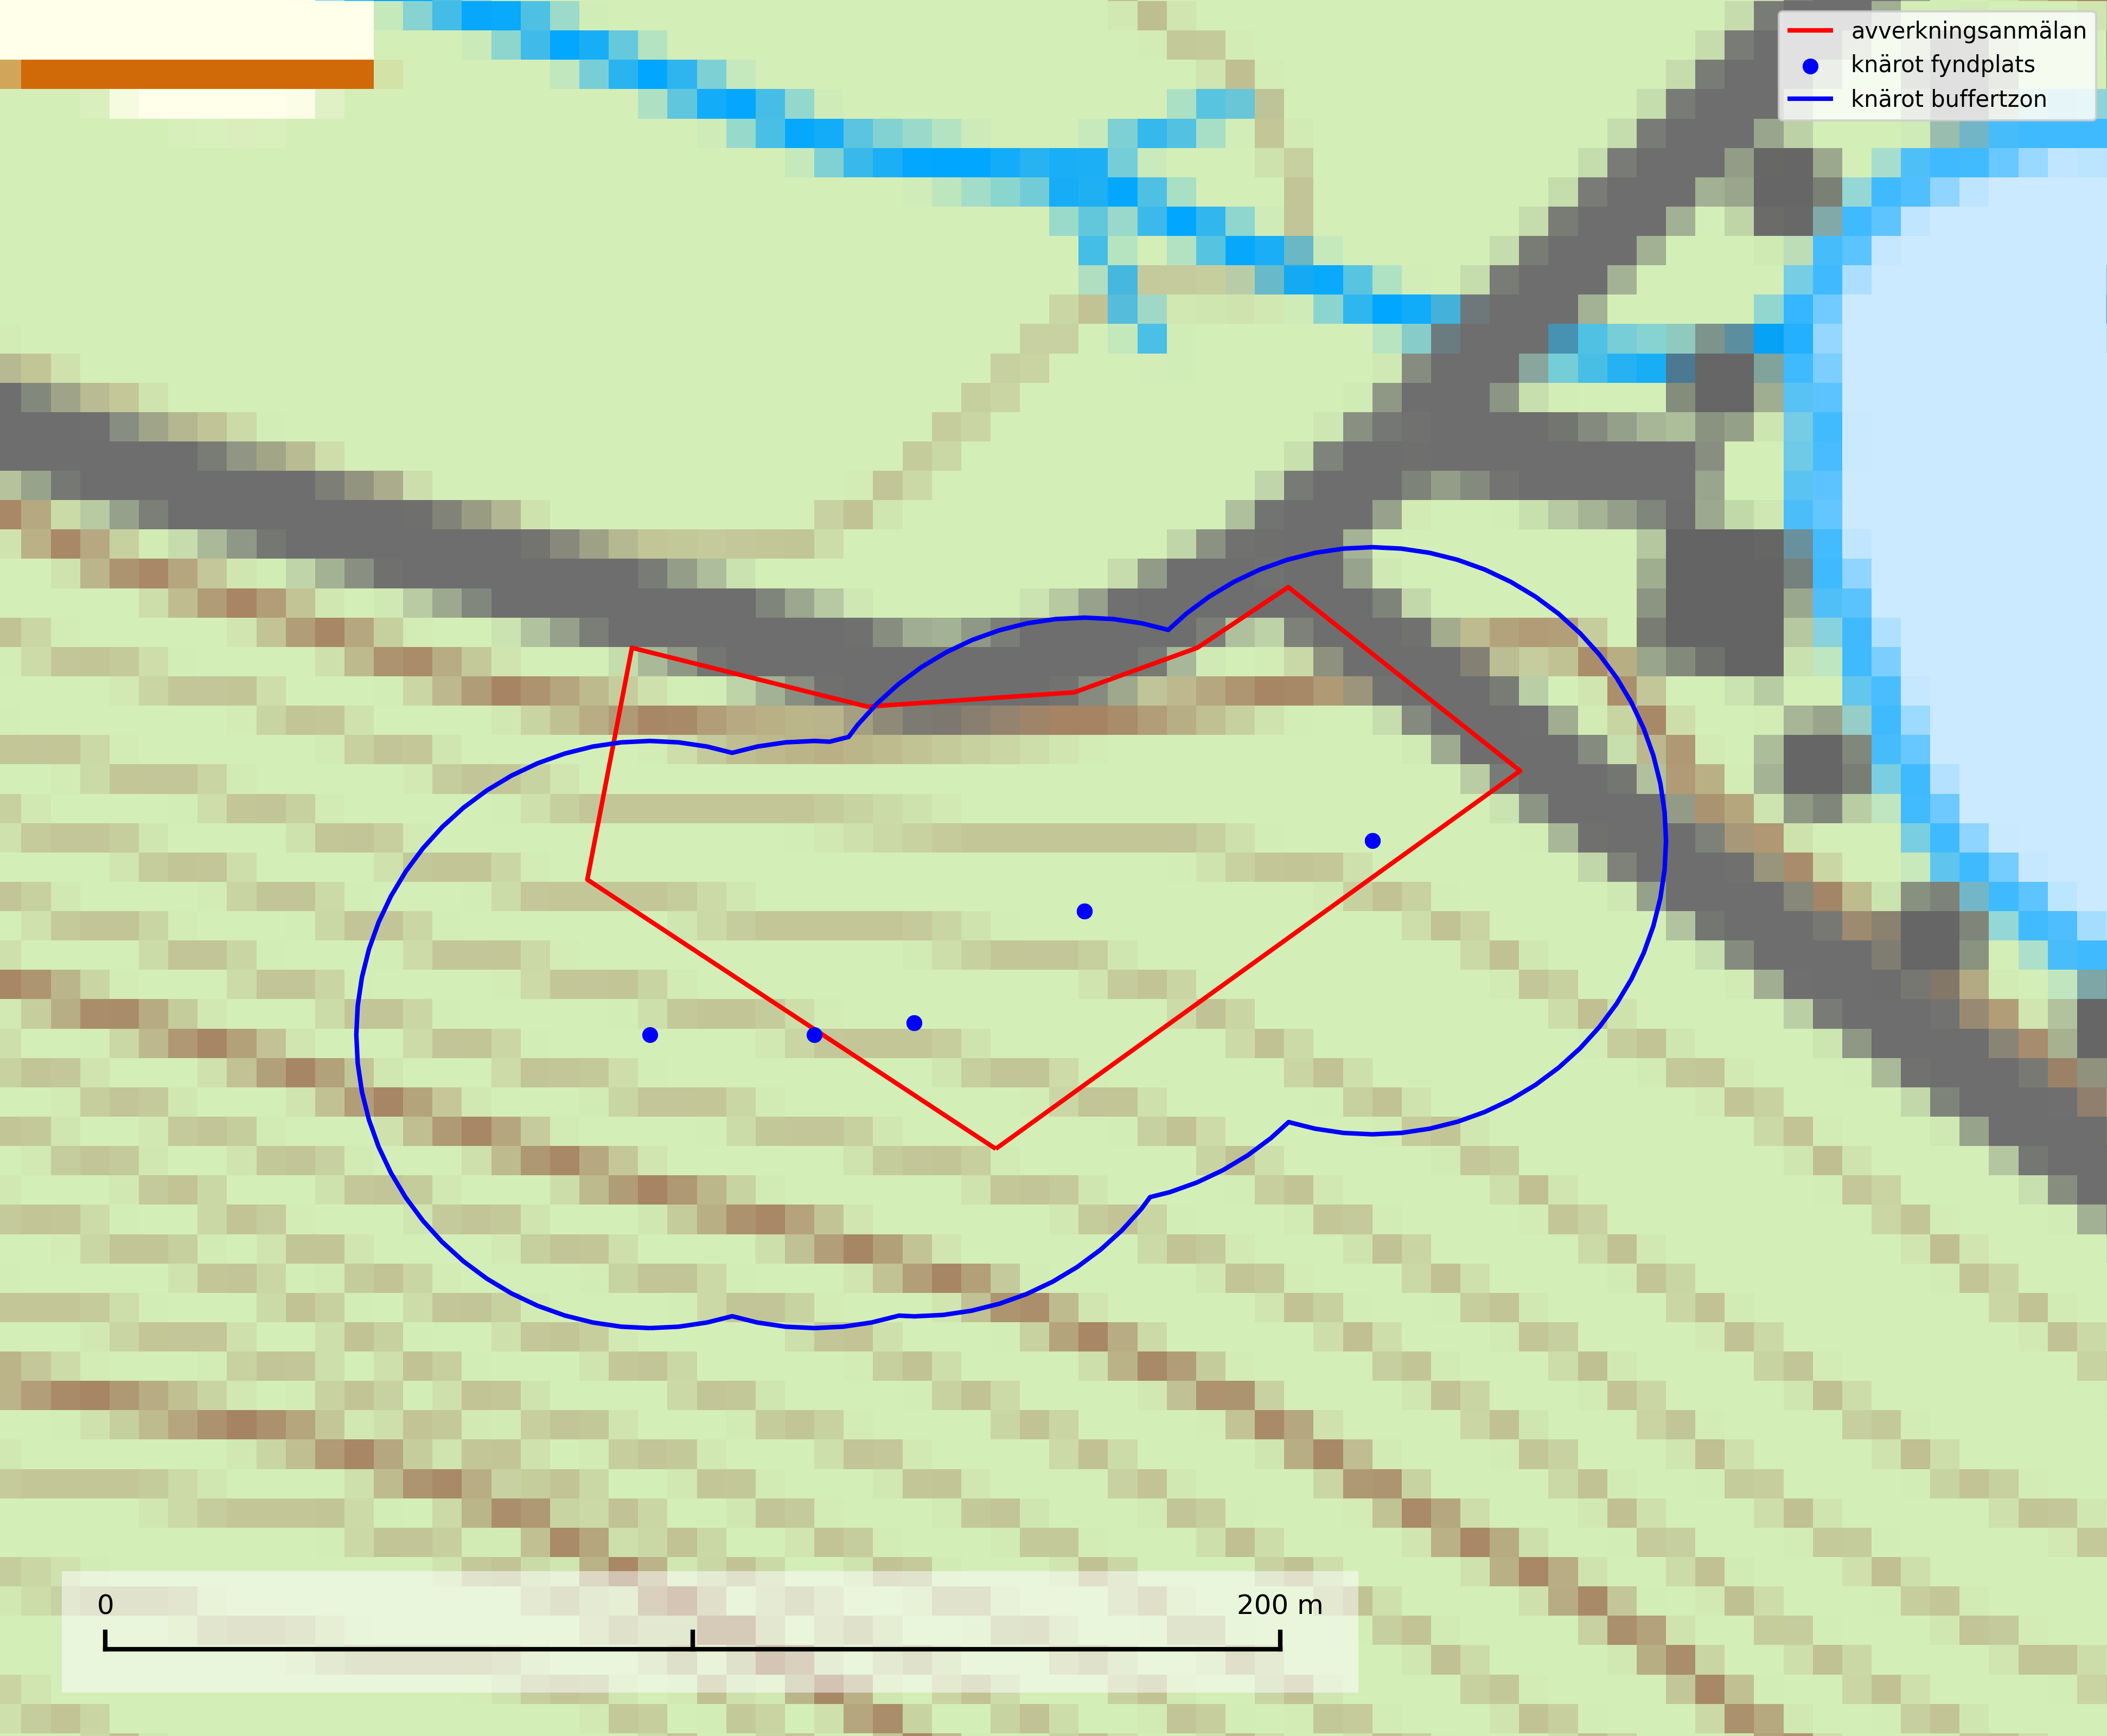 avverkningsanmälan
knärot fyndplats
knärot buffertzon
0 200 m